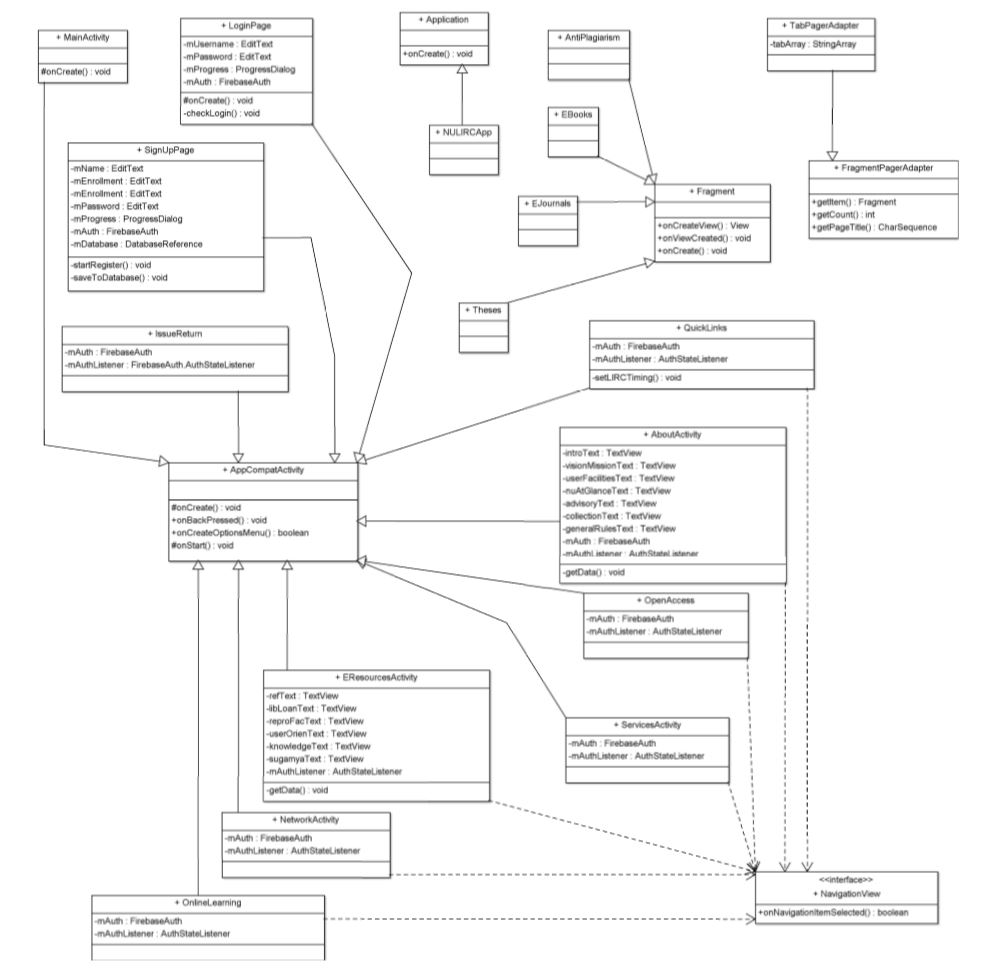 + MainActivity
#onCreate() : void
+ LoginPage
-mUsername : EditText
-mPassword : EditText
-mProgress : ProgressDialog
-mAuth : FirebaseAuth
#onCreate() : void
-checkLogin() : void
+ Application
+onCreate() : void
+ NULIRCApp
+ AntiPlagiarism
+ EBooks
+ EJournals
+ Theses
+ Fragment
+onCreateView() : View
+onViewCreated() : void
+onCreate() : void
+ TabPagerAdapter
-tabArray : StringArray
+ FragmentPagerAdapter
+getItem() : Fragment
+getCount() : int
+getPageTitle() : CharSequence
+ SignUpPage
-mName : EditText
-mEnrollment : EditText
-mEnrollment : EditText
-mPassword : EditText
-mProgress : ProgressDialog
-mAuth : FirebaseAuth
-mDatabase : DatabaseReference
-startRegister() : void
-saveToDatabase() : void
+ IssueReturn
-mAuth : FirebaseAuth
-mAuthListener : FirebaseAuth.AuthStateListener
+ QuickLinks
-mAuth : FirebaseAuth
-mAuthListener : AuthStateListener
-setLIRCTiming() : void
+ AppCompatActivity
#onCreate() : void
+onBackPressed() : void
+onCreateOptionsMenu() : boolean
#onStart() : void
+ AboutActivity
-introText : TextView
-visionMissionText : TextView
-userFacilitiesText : TextView
-nuAtGlanceText : TextView
-advisoryText : TextView
-collectionText : TextView
-generalRulesText : TextView
-mAuth : FirebaseAuth
-mAuthListener : AuthStateListener
-getData() : void
+ OpenAccess
-mAuth : FirebaseAuth
-mAuthListener : AuthStateListener
+ EResourcesActivity
-refText : TextView
-libLoanText : TextView
-reproFacText : TextView
-userOrienText : TextView
-knowledgeText : TextView
-sugamyaText : TextView
-mAuthListener : AuthStateListener
-getData() : void
+ ServicesActivity
-mAuth : FirebaseAuth
-mAuthListener : AuthStateListener
+ NetworkActivity
-mAuth : FirebaseAuth
-mAuthListener : AuthStateListener
+ OnlineLearning
-mAuth : FirebaseAuth
-mAuthListener : AuthStateListener
<<interface>>
+ NavigationView
+onNavigationItemSelected() : boolean